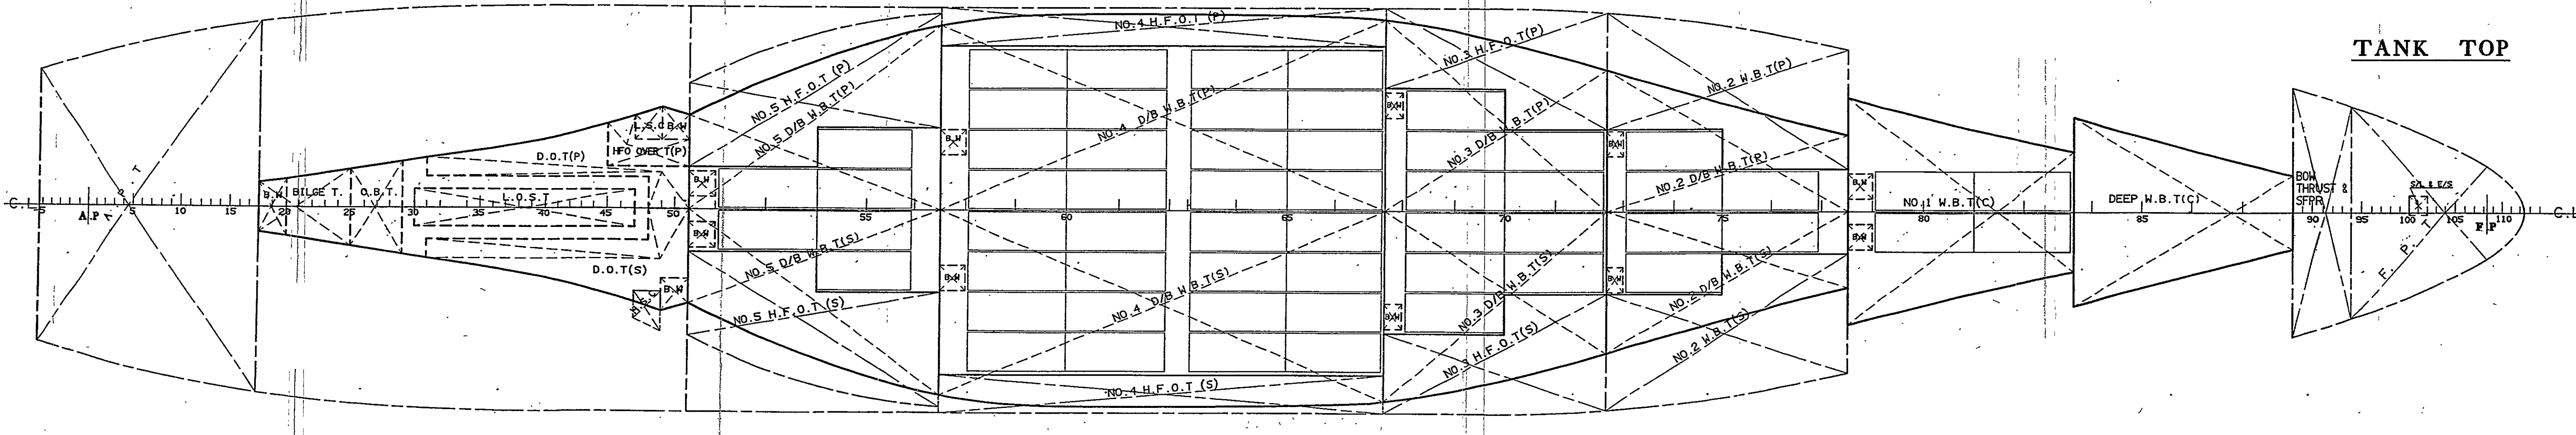 TANK TOP
NO.4 H.F.O.T (P)
NO.3 H.F.O.T(P)
NO.2 W.B.T(P)
NO.5 H.F.O.T (P)
NO.5 D/B W.B.T(P)
NO.4 D/B W.B.T(P)
NO.3 D/B W.B.T(P)
NO.2 D/B W.B.T(P)
L.S.C B.W
HFO OVER T(P)
D.O.T(P)
B.W
B.W
B.W
B.W
B.W
B.W
BILGE T.
O.B.T.
L.O.S.T
A.P.T
NO.1 W.B.T(C)
DEEP W.B.T(C)
BOW
THRUST &
SFPR
S/L & E/S
F.P.T
C.L
-5
A.P
5
10
15
20
25
30
35
40
45
50
55
60
65
70
75
80
85
90
95
100
105
110
F.P
C.L
B.W
B.W
B.W
B.W
B.W
B.W
D.O.T(S)
H.S.C
NO.5 D/B W.B.T(S)
NO.4 D/B W.B.T(S)
NO.3 D/B W.B.T(S)
NO.2 D/B W.B.T(S)
NO.5 H.F.O.T (S)
NO.4 H.F.O.T (S)
NO.3 H.F.O.T(S)
NO.2 W.B.T(S)